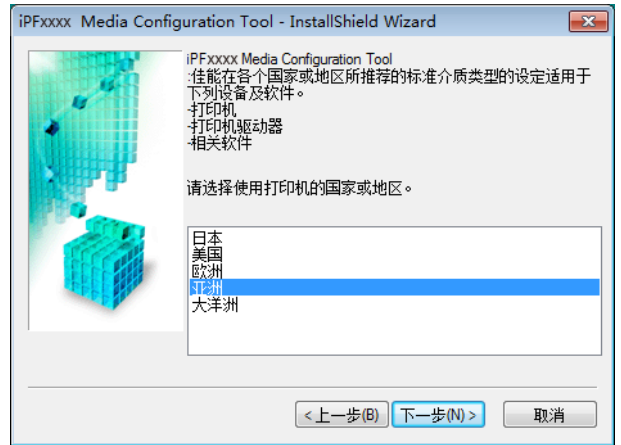 iPFxxxx Media Configuration Tool - InstallShield Wizard
iPFxxxx Media Configuration Tool
:佳能在各个国家或地区所推荐的标准介质类型的设定适用于
下列设备及软件。
-打印机
-打印机驱动器
-相关软件
请选择使用打印机的国家或地区。
日本
美国
欧洲
亚洲
大洋洲
<上一步(B)
下一步(N) >
取消